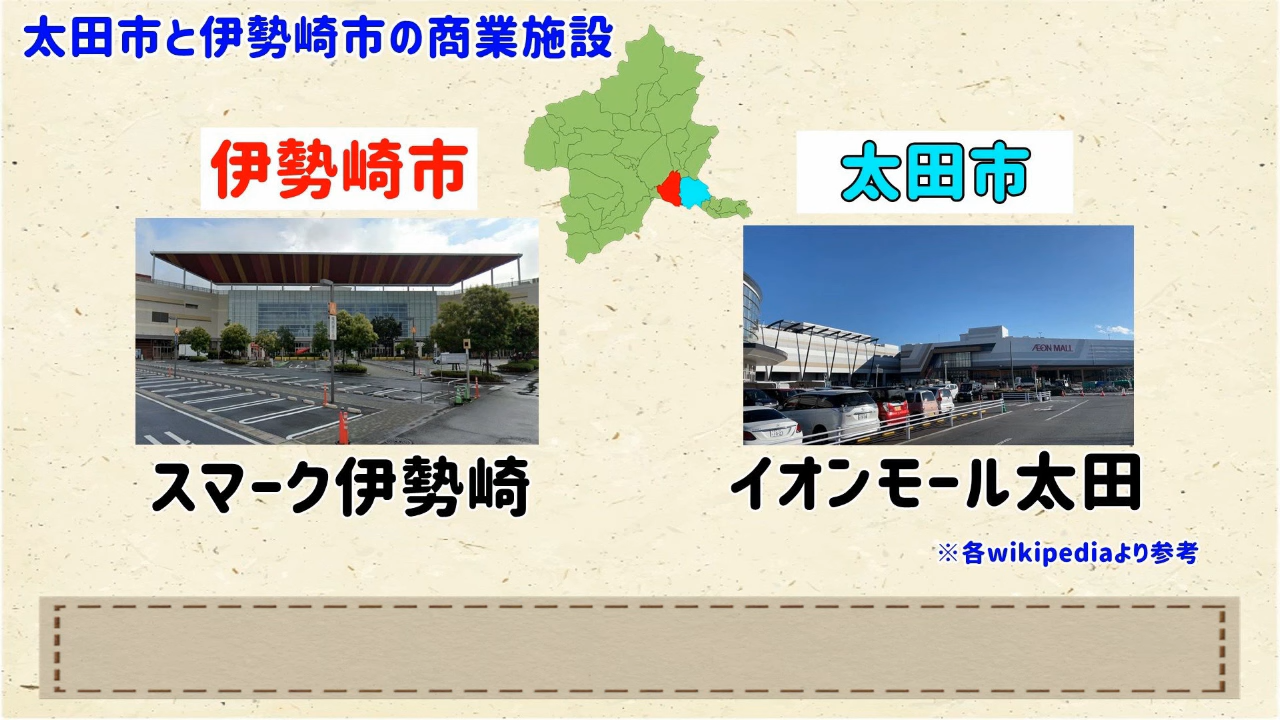 太田市と伊勢崎市の商業施設
伊勢崎市
太田市
AEON MALL
スマーク伊勢崎
イオンモール太田
※各wikipediaより参考